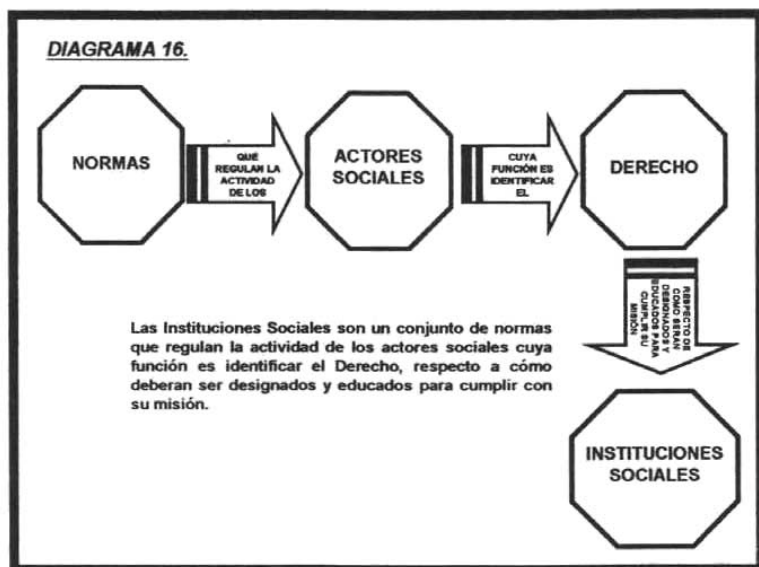 DIAGRAMA 16.
NORMAS
QUE
REGULAN LA
ACTIVIDAD
DE LOS
ACTORES
SOCIALES
CUYA
FUNCIÓN ES
IDENTIFICAR
EL
DERECHO
RESPECTO DE
COMO SERAN
DESIGNADOS Y
EDUCADOS PARA
CUMPLIR SU
MISIÓN
Las Instituciones Sociales son un conjunto de normas
que regulan la actividad de los actores sociales cuya
función es identificar el Derecho, respecto a cómo
deberan ser designados y educados para cumplir con
su misión.
INSTITUCIONES
SOCIALES